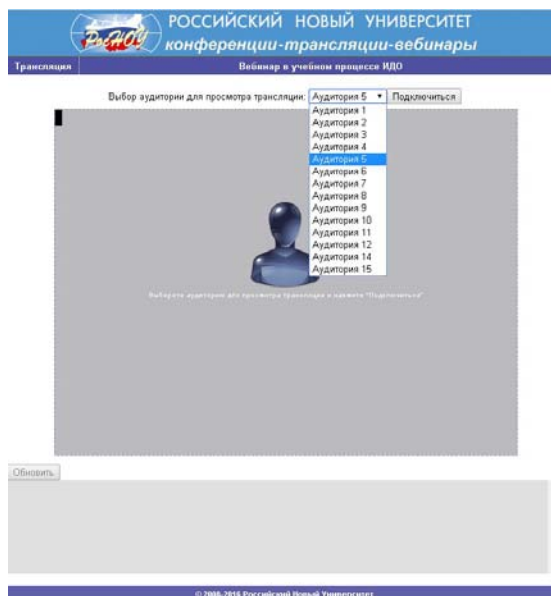 РОССИЙСКИЙ НОВЫЙ УНИВЕРСИТЕТ
РосНОУ
конференции-трансляции-вебинары
Трансляция
Вебинар в учебном процессе ИДО
Выбор аудитории для просмотра трансляции: Аудитория 5 Подключиться
Аудитория 1
Аудитория 2
Аудитория 3
Аудитория 4
Аудитория 5
Аудитория 6
Аудитория 7
Аудитория 8
Аудитория 9
Аудитория 10
Аудитория 11
Аудитория 12
Аудитория 14
Аудитория 15
Выберите аудиторию для просмотра трансляции и нажмите "Подключиться"
Обновить
© 2008-2016 Российский Новый Университет